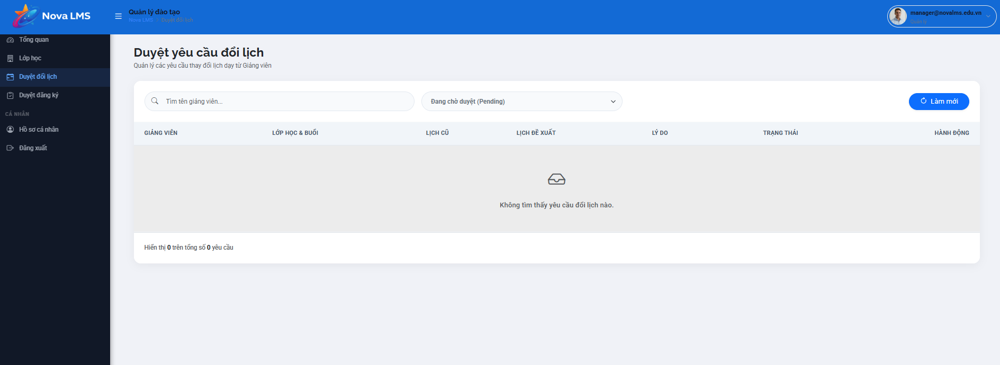 Nova LMS
Quản lý đào tạo
Nova LMS > Duyệt đổi lịch
manager@novalms.edu.vn
Quản lý
Tổng quan
Lớp học
Duyệt đổi lịch
Duyệt đăng ký
CÁ NHÂN
Hồ sơ cá nhân
Đăng xuất
Duyệt yêu cầu đổi lịch
Quản lý các yêu cầu thay đổi lịch dạy từ Giảng viên
Tìm tên giảng viên...
Đang chờ duyệt (Pending)
Làm mới
GIẢNG VIÊN LỚP HỌC & BUỔI LỊCH CŨ LỊCH ĐỀ XUẤT LÝ DO TRẠNG THÁI HÀNH ĐỘNG
Không tìm thấy yêu cầu đổi lịch nào.
Hiển thị 0 trên tổng số 0 yêu cầu